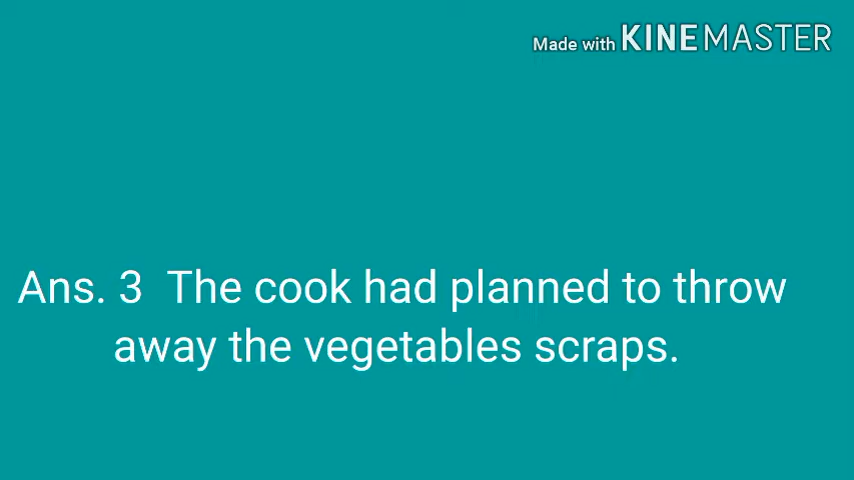 Made with KINEMASTER
Ans. 3 The cook had planned to throw
away the vegetables scraps.